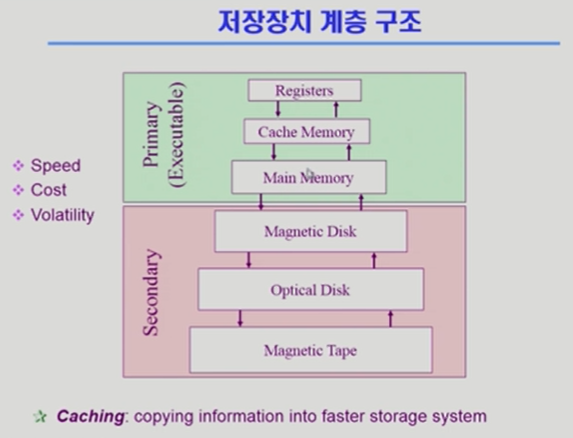 저장장치 계층 구조
Primary
(Executable)
Registers
Cache Memory
Main Memory
❖ Speed
❖ Cost
❖ Volatility
Secondary
Magnetic Disk
Optical Disk
Magnetic Tape
Caching: copying information into faster storage system